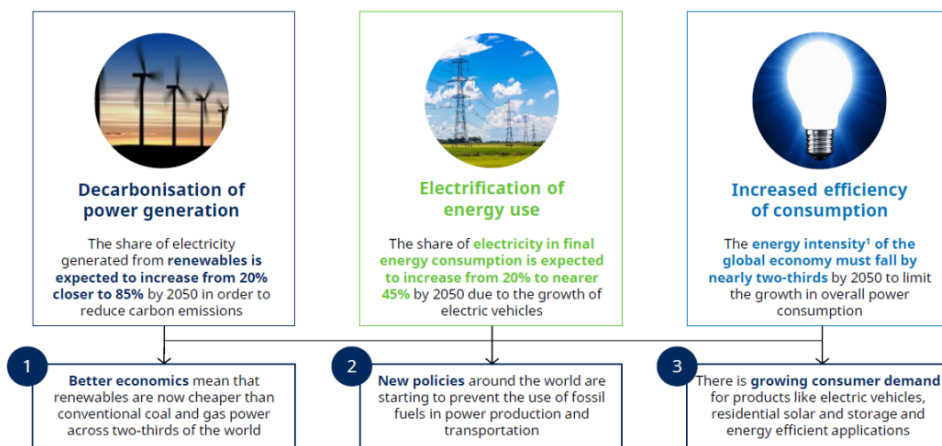 Decarbonisation of
power generation
The share of electricity
generated from renewables is
expected to increase from 20%
closer to 85% by 2050 in order to
reduce carbon emissions
Electrification of
energy use
The share of electricity in final
energy consumption is expected
to increase from 20% to nearer
45% by 2050 due to the growth of
electric vehicles
Increased efficiency
of consumption
The energy intensity¹ of the
global economy must fall by
nearly two-thirds by 2050 to limit
the growth in overall power
consumption
1
Better economics mean that
renewables are now cheaper than
conventional coal and gas power
across two-thirds of the world
2
New policies around the world are
starting to prevent the use of fossil
fuels in power production and
transportation
3
There is growing consumer demand
for products like electric vehicles,
residential solar and storage and
energy efficient applications